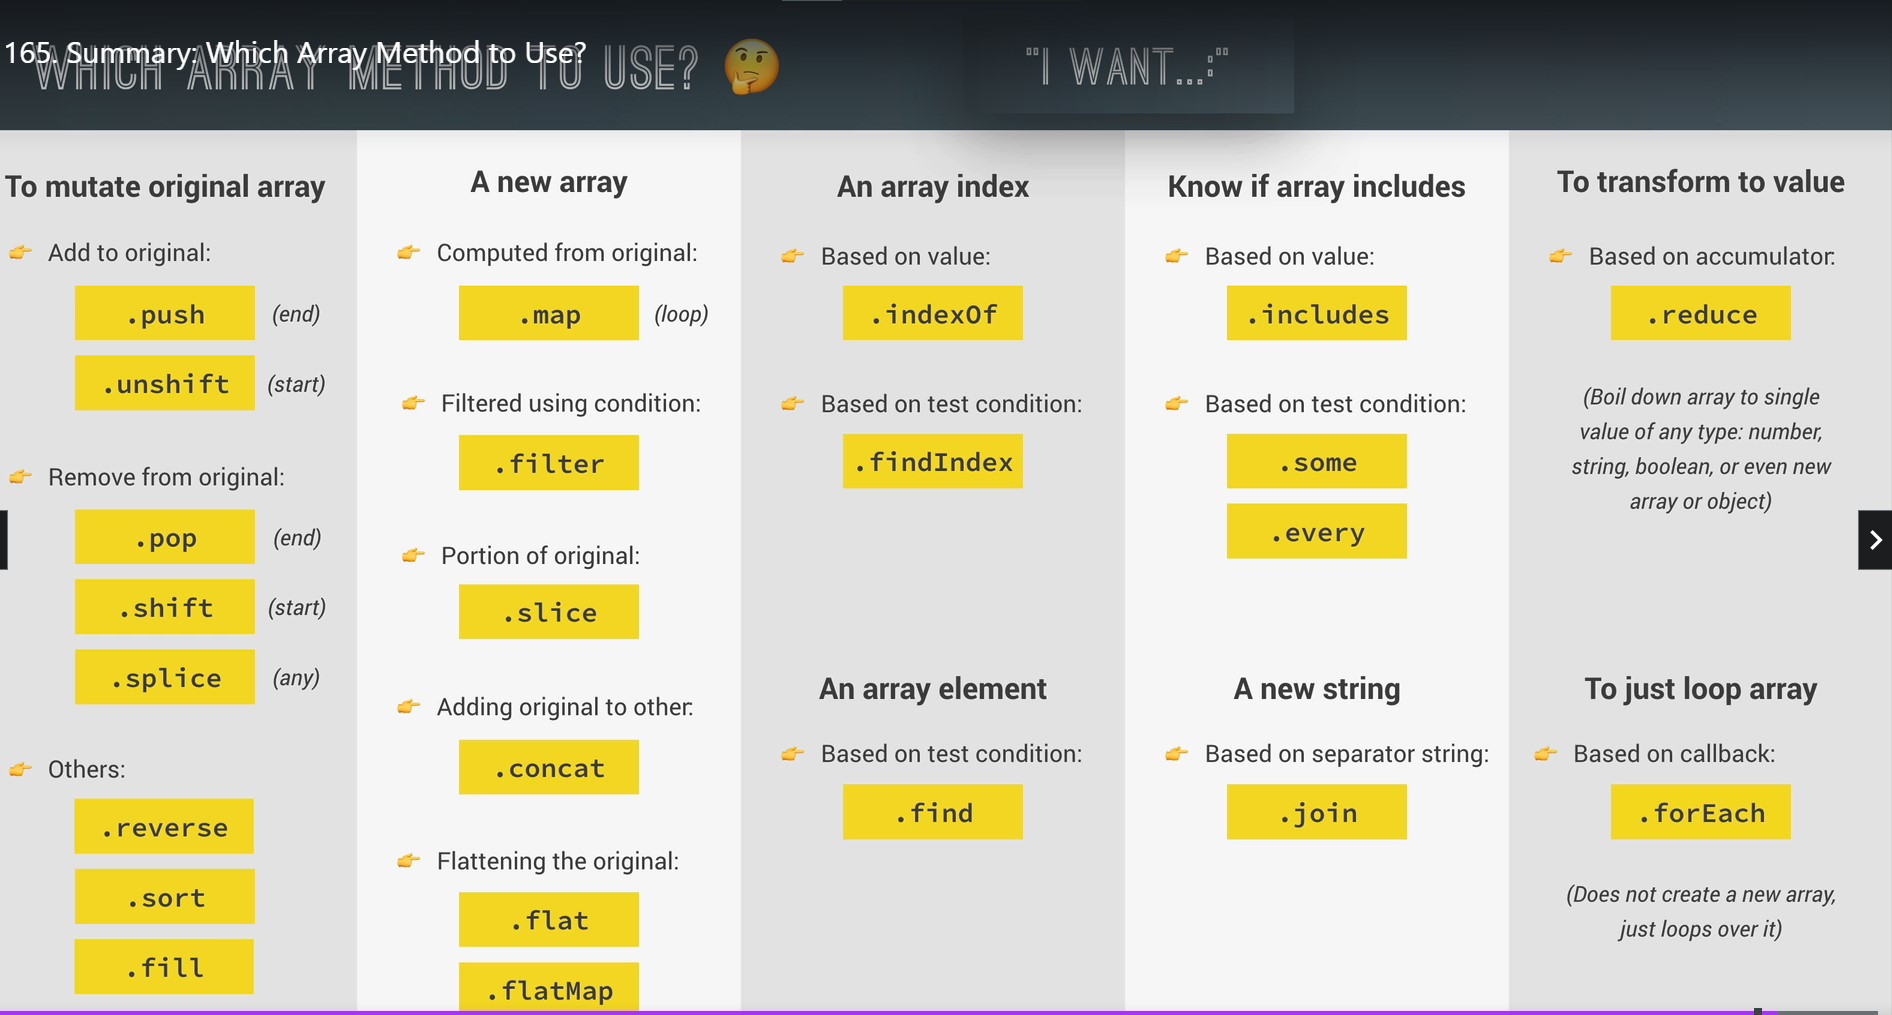 165. Summary: Which Array Method to Use?
WHICH ARRAY METHOD TO USE? 🤔
"I WANT...:"
To mutate original array
👉 Add to original:
.push (end)
.unshift (start)
👉 Remove from original:
.pop (end)
.shift (start)
.splice (any)
👉 Others:
.reverse
.sort
.fill
A new array
👉 Computed from original:
.map (loop)
👉 Filtered using condition:
.filter
👉 Portion of original:
.slice
👉 Adding original to other:
.concat
👉 Flattening the original:
.flat
.flatMap
An array index
👉 Based on value:
.indexOf
👉 Based on test condition:
.findIndex
An array element
👉 Based on test condition:
.find
Know if array includes
👉 Based on value:
.includes
👉 Based on test condition:
.some
.every
A new string
👉 Based on separator string:
.join
To transform to value
👉 Based on accumulator:
.reduce
(Boil down array to single
value of any type: number,
string, boolean, or even new
array or object)
To just loop array
👉 Based on callback:
.forEach
(Does not create a new array,
just loops over it)